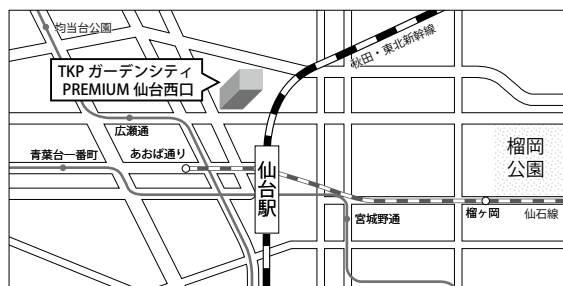 均当台公園
秋田・東北新幹線
TKP ガーデンシティ
PREMIUM 仙台西口
広瀬通
青葉台一番町
あおば通り
榴岡
公園
仙台駅
宮城野通
榴ヶ岡
仙石線